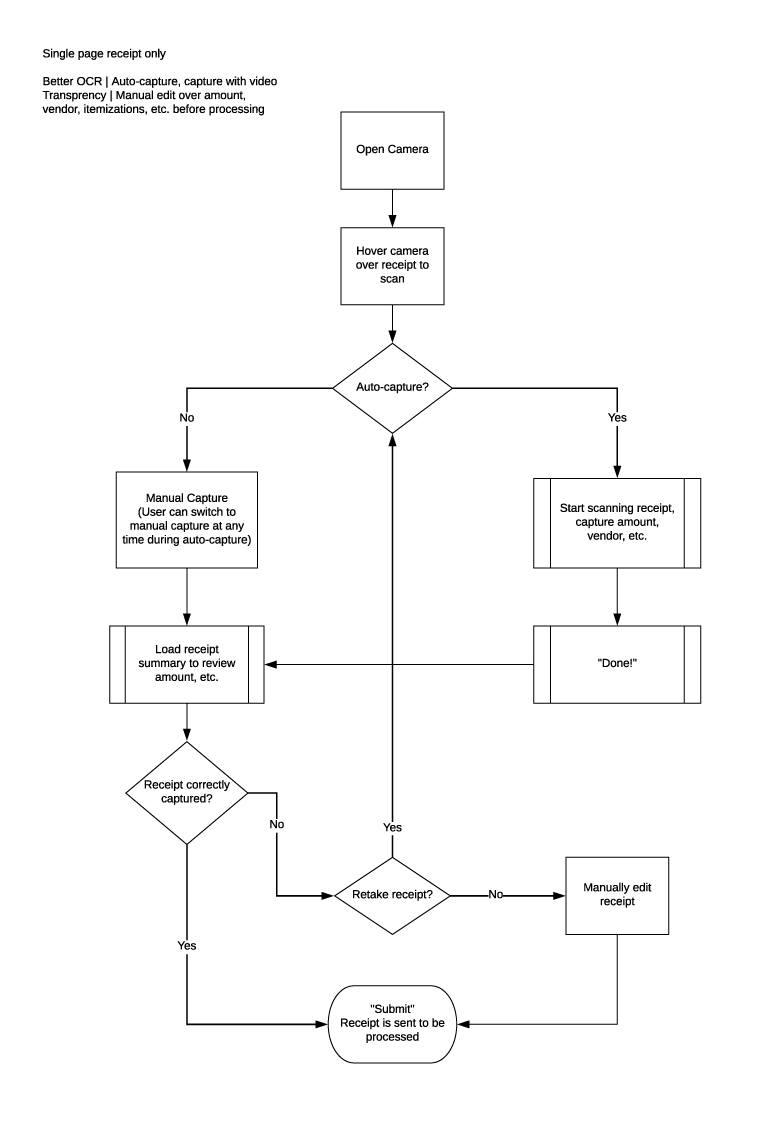 Single page receipt only
Better OCR | Auto-capture, capture with video
Transprency | Manual edit over amount,
vendor, itemizations, etc. before processing
Open Camera
Hover camera
over receipt to
scan
Auto-capture?
No
Yes
Manual Capture
(User can switch to
manual capture at any
time during auto-capture)
Start scanning receipt,
capture amount,
vendor, etc.
Load receipt
summary to review
amount, etc.
"Done!"
Receipt correctly
captured?
No
Yes
Retake receipt?
No
Manually edit
receipt
Yes
"Submit"
Receipt is sent to be
processed